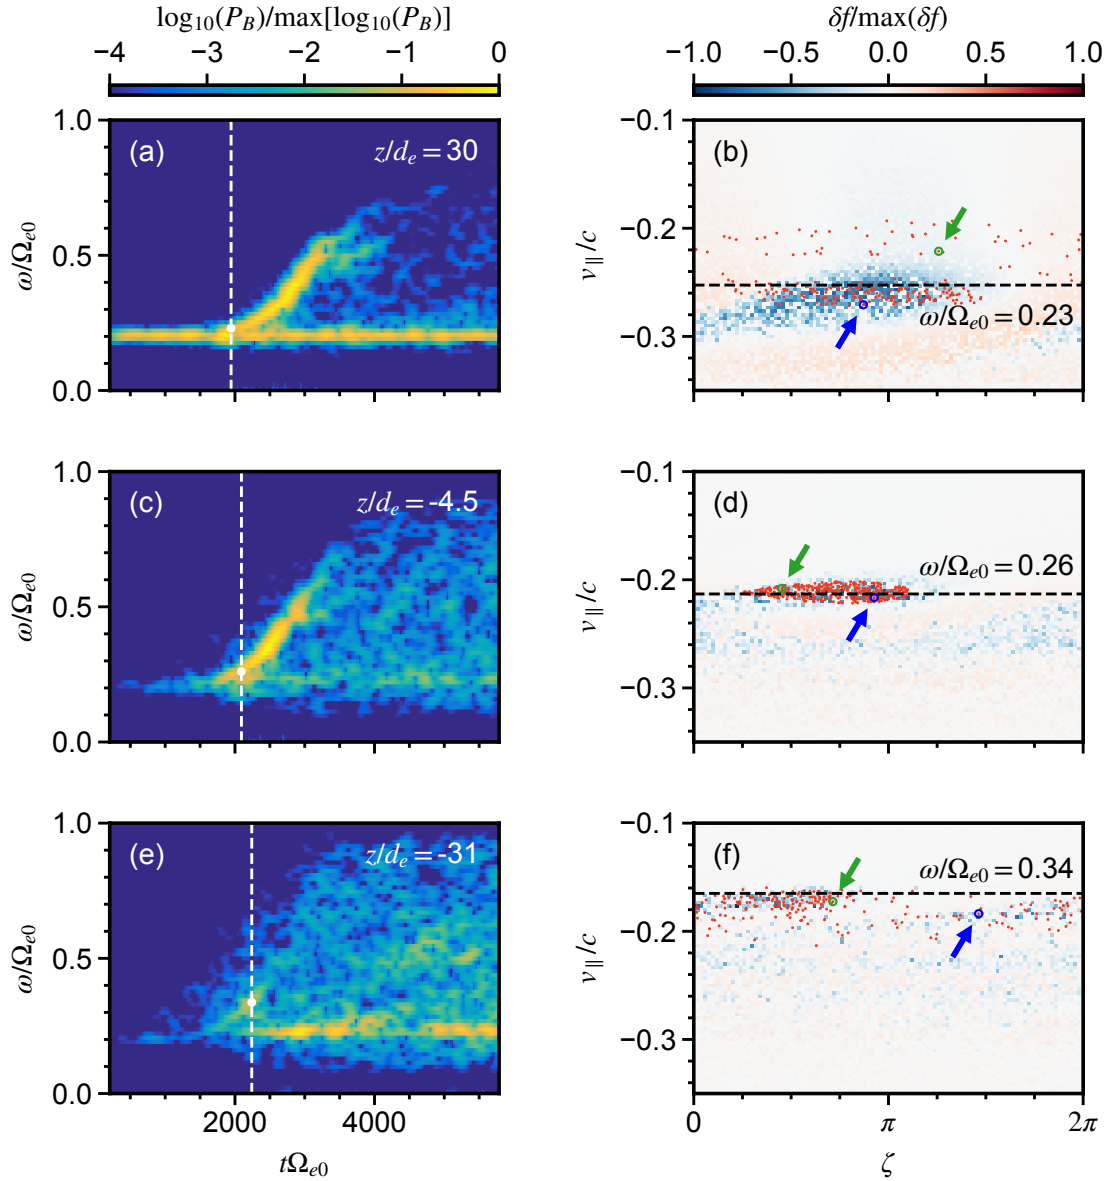 log₁₀(P_B)/max[log₁₀(P_B)]
−4 −3 −2 −1 0
δf/max(δf)
−1.0 −0.5 0.0 0.5 1.0
(a) z/dₑ = 30
1.0
0.5
0.0
ω/Ωₑ₀
(b)
−0.1
−0.2
−0.3
v∥/c
ω/Ωₑ₀ = 0.23
(c) z/dₑ = -4.5
1.0
0.5
0.0
ω/Ωₑ₀
(d)
−0.1
−0.2
−0.3
v∥/c
ω/Ωₑ₀ = 0.26
(e) z/dₑ = -31
1.0
0.5
0.0
ω/Ωₑ₀
2000 4000
tΩₑ₀
(f)
−0.1
−0.2
−0.3
v∥/c
ω/Ωₑ₀ = 0.34
0 π 2π
ζ